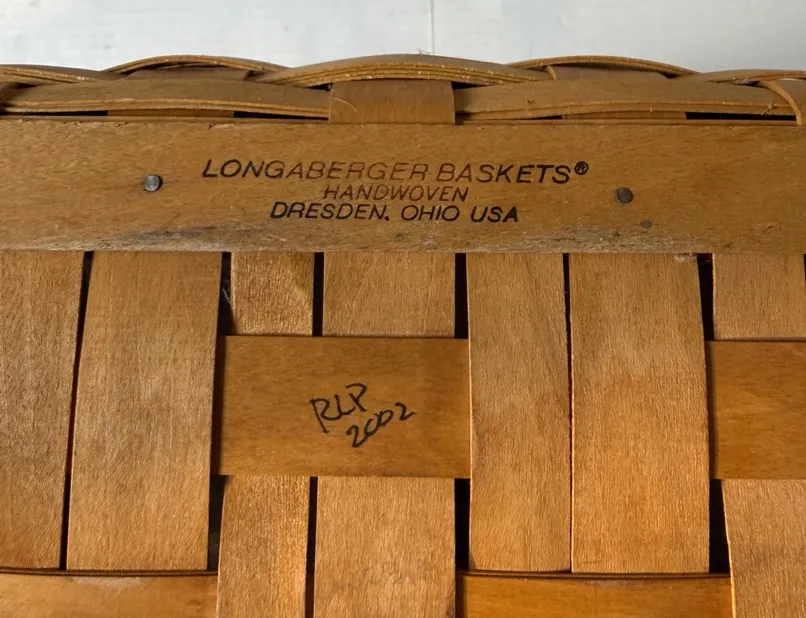 LONGABERGER BASKETS®
HANDWOVEN
DRESDEN, OHIO USA
RLP
2002